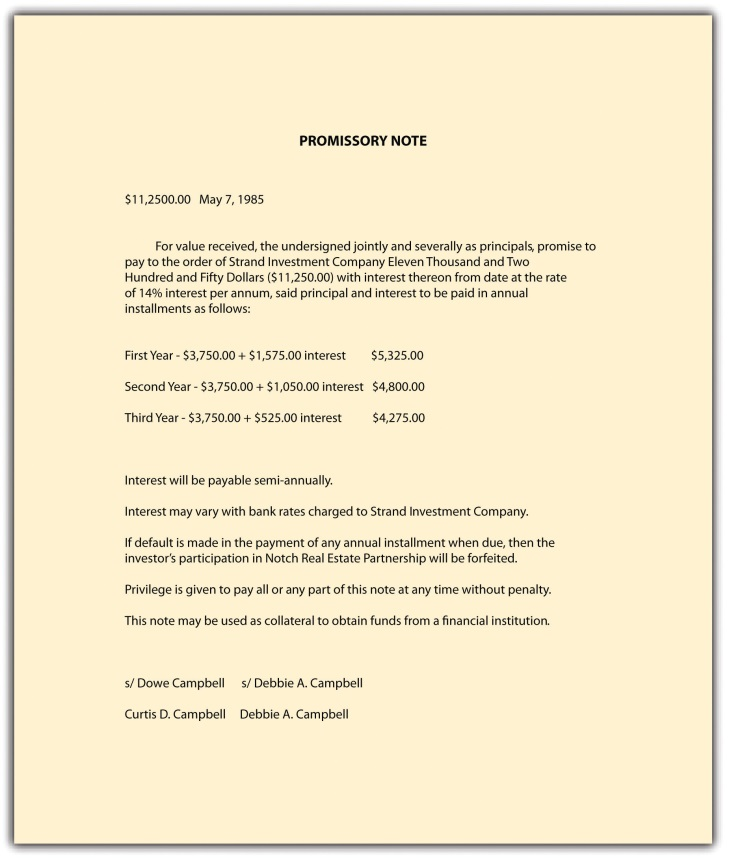 PROMISSORY NOTE
$11,2500.00 May 7, 1985
For value received, the undersigned jointly and severally as principals, promise to
pay to the order of Strand Investment Company Eleven Thousand and Two
Hundred and Fifty Dollars ($11,250.00) with interest thereon from date at the rate
of 14% interest per annum, said principal and interest to be paid in annual
installments as follows:
First Year - $3,750.00 + $1,575.00 interest $5,325.00
Second Year - $3,750.00 + $1,050.00 interest $4,800.00
Third Year - $3,750.00 + $525.00 interest $4,275.00
Interest will be payable semi-annually.
Interest may vary with bank rates charged to Strand Investment Company.
If default is made in the payment of any annual installment when due, then the
investor’s participation in Notch Real Estate Partnership will be forfeited.
Privilege is given to pay all or any part of this note at any time without penalty.
This note may be used as collateral to obtain funds from a financial institution.
s/ Dowe Campbell s/ Debbie A. Campbell
Curtis D. Campbell Debbie A. Campbell